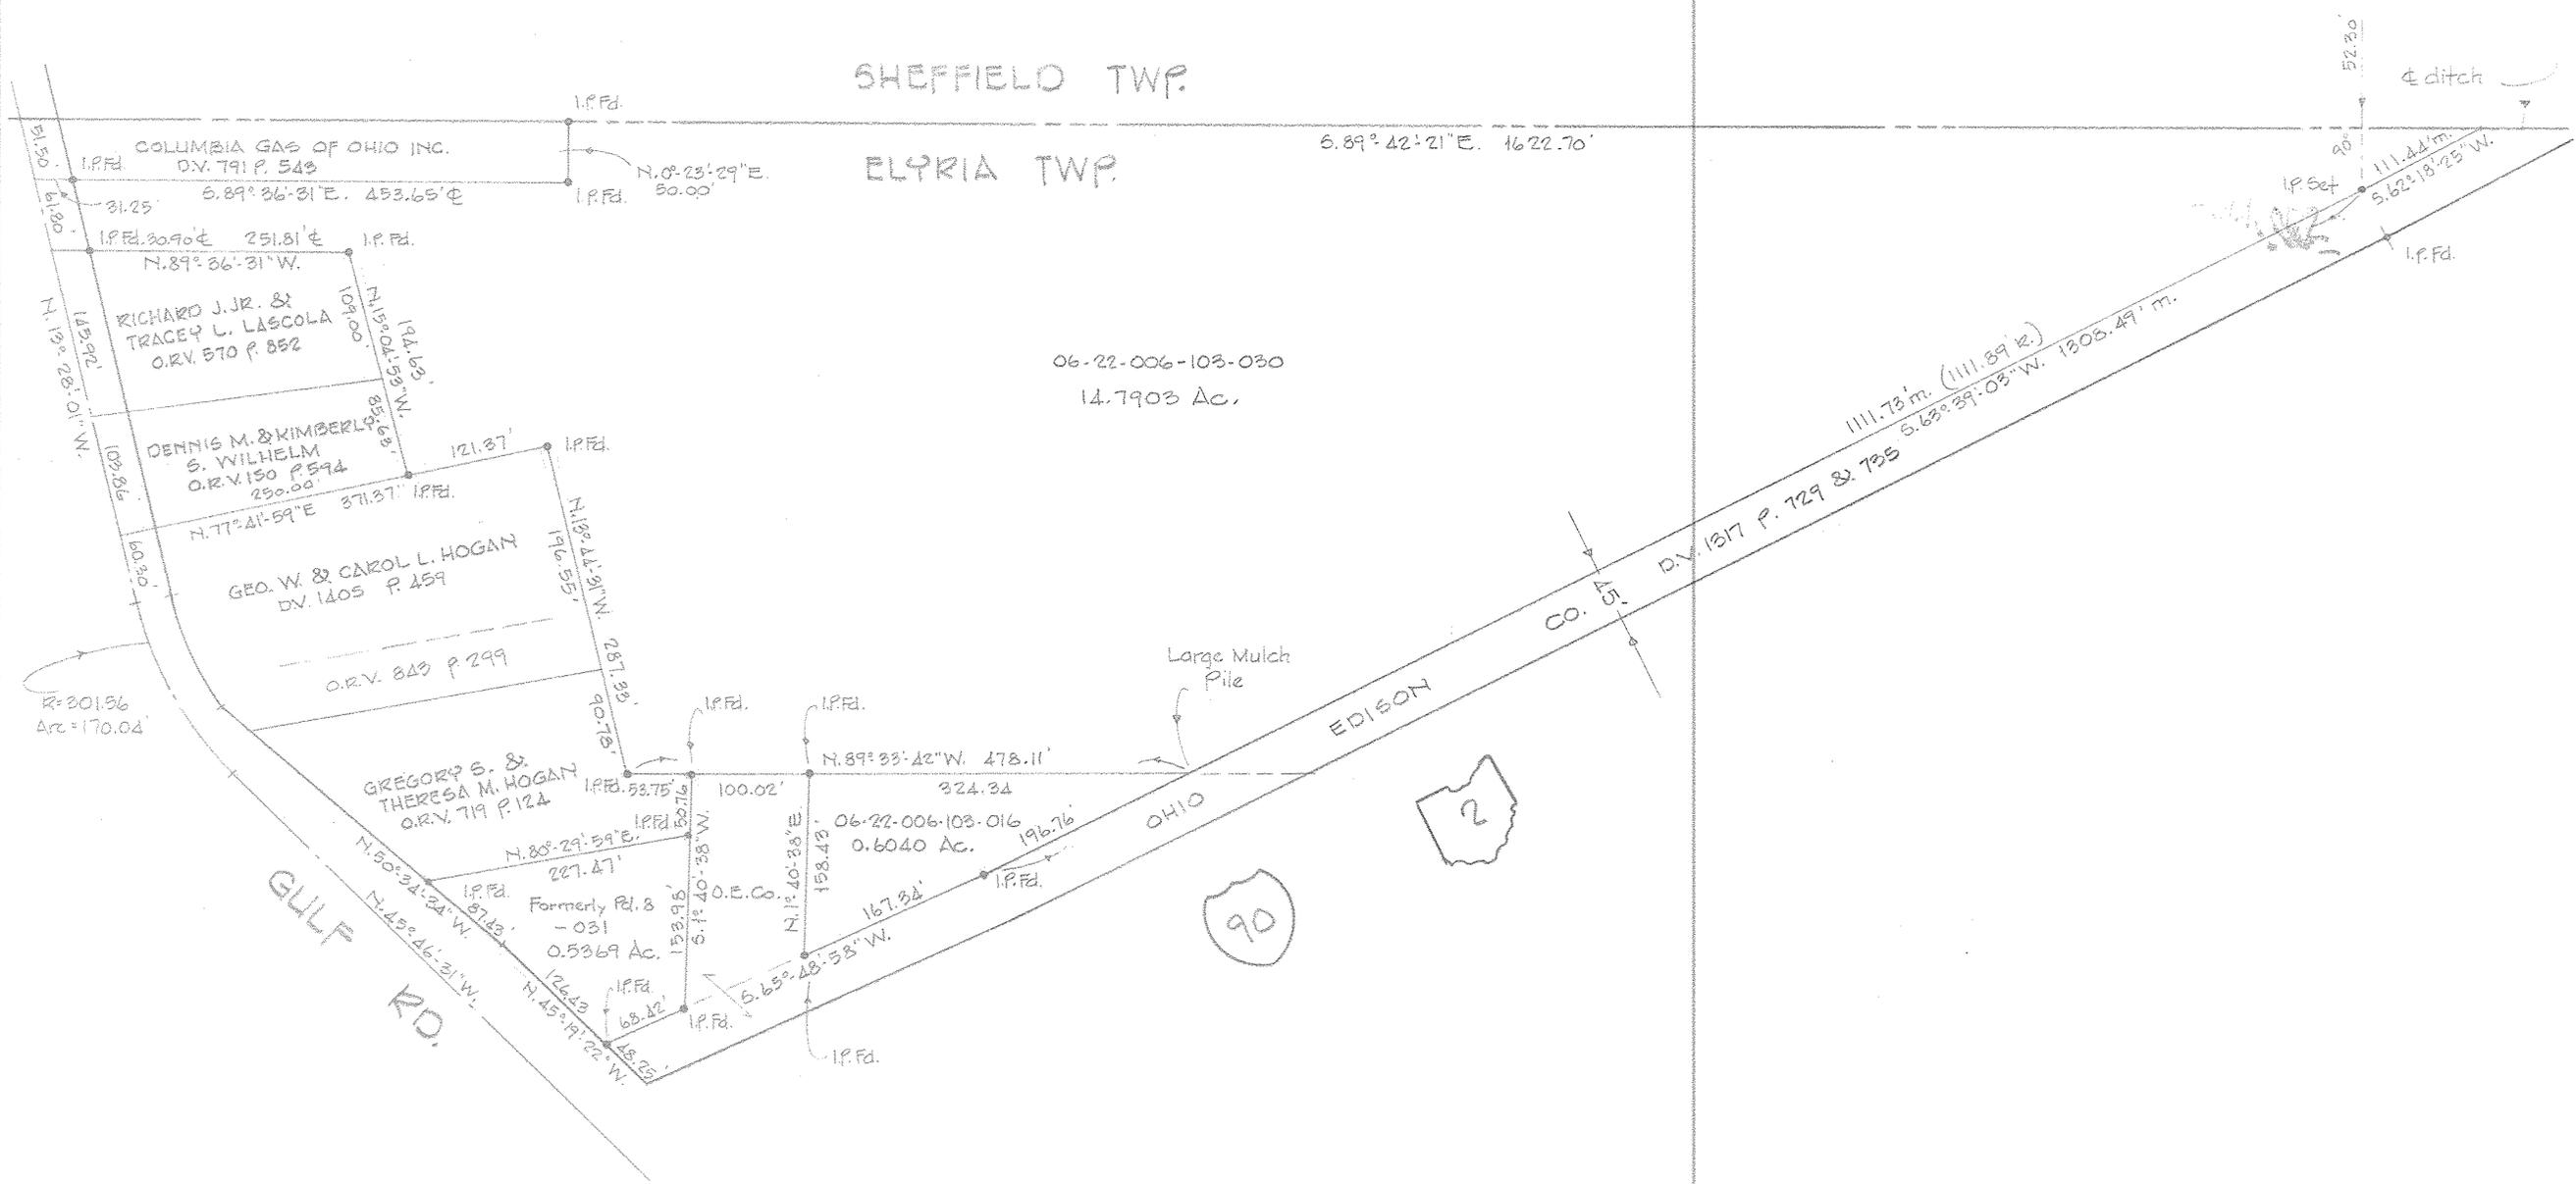 SHEFFIELD TWP.
52.30'
℄ ditch
I.P.Fd.
51.50
COLUMBIA GAS OF OHIO INC.
D.V. 791 P. 543
I.P.Fd.
S.89°-36'-31"E. 453.65'℄
N.0°-23'-29"E.
50.00'
I.P.Fd.
ELYRIA TWP.
S.89°-42'-21"E. 1622.70'
90°
111.44'm.
S.62°-18'-25"W.
I.P. Set
I.P.Fd.
61.80
31.25'
I.P.Fd. 30.90'℄ 251.81'℄
I.P.Fd.
N.89°-36'-31"W.
N.13°-28'-01"W.
145.92'
RICHARD J. JR. &
TRACEY L. LASCOLA
O.R.V. 570 P. 852
N.15°-04'-53"W.
109.00'
194.63'
85.63'
06-22-006-103-030
14.7903 Ac.
1111.73'm. (1111.89'R.)
S.63°-39'-03"W. 1308.49'm.
103.86
DENNIS M. & KIMBERLY
S. WILHELM
O.R.V. 150 P. 594
250.00'
N.77°-41'-59"E 371.37'
I.P.Fd.
121.37'
I.P.Fd.
60.30'
GEO. W. & CAROL L. HOGAN
D.V. 1405 P. 459
N.13°-44'-31"W.
196.55'
287.33'
90.78'
O.R.V. 843 P. 299
R=301.56
Arc=170.04'
D.V. 1317 P. 729 & 735
45'
OHIO EDISON CO.
Large Mulch
Pile
I.P.Fd.
I.P.Fd.
N.89°-33'-42"W. 478.11'
GREGORY S. &
THERESA M. HOGAN
O.R.V. 719 P. 124
I.P.Fd. 53.75'
100.02'
324.34
50.76
I.P.Fd.
06-22-006-103-016
0.6040 Ac.
196.76'
2
N.80°-29'-59"E.
227.47'
I.P.Fd.
N.50°-34'-34"W.
87.43'
Formerly Pcl. 8
-031
0.5369 Ac.
153.98'
S.1°-40'-38"W.
O.E.Co.
N.1°-40'-38"E.
158.43'
167.34'
I.P.Fd.
90
S.65°-48'-58"W.
GULF RD.
N.45°-46'-31"W.
126.43
N.45°-19'-22"W.
I.P.Fd.
68.42'
I.P.Fd.
48.25'
I.P.Fd.